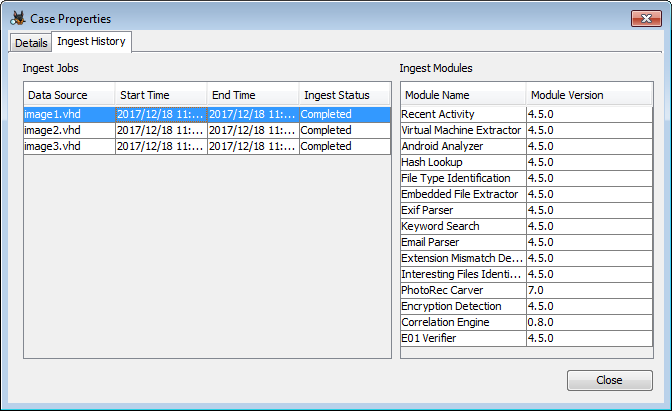 Case Properties
Details Ingest History
Ingest Jobs
Data Source Start Time End Time Ingest Status
image1.vhd 2017/12/18 11:... 2017/12/18 11:... Completed
image2.vhd 2017/12/18 11:... 2017/12/18 11:... Completed
image3.vhd 2017/12/18 11:... 2017/12/18 11:... Completed
Ingest Modules
Module Name Module Version
Recent Activity 4.5.0
Virtual Machine Extractor 4.5.0
Android Analyzer 4.5.0
Hash Lookup 4.5.0
File Type Identification 4.5.0
Embedded File Extractor 4.5.0
Exif Parser 4.5.0
Keyword Search 4.5.0
Email Parser 4.5.0
Extension Mismatch De... 4.5.0
Interesting Files Identi... 4.5.0
PhotoRec Carver 7.0
Encryption Detection 4.5.0
Correlation Engine 0.8.0
E01 Verifier 4.5.0
Close